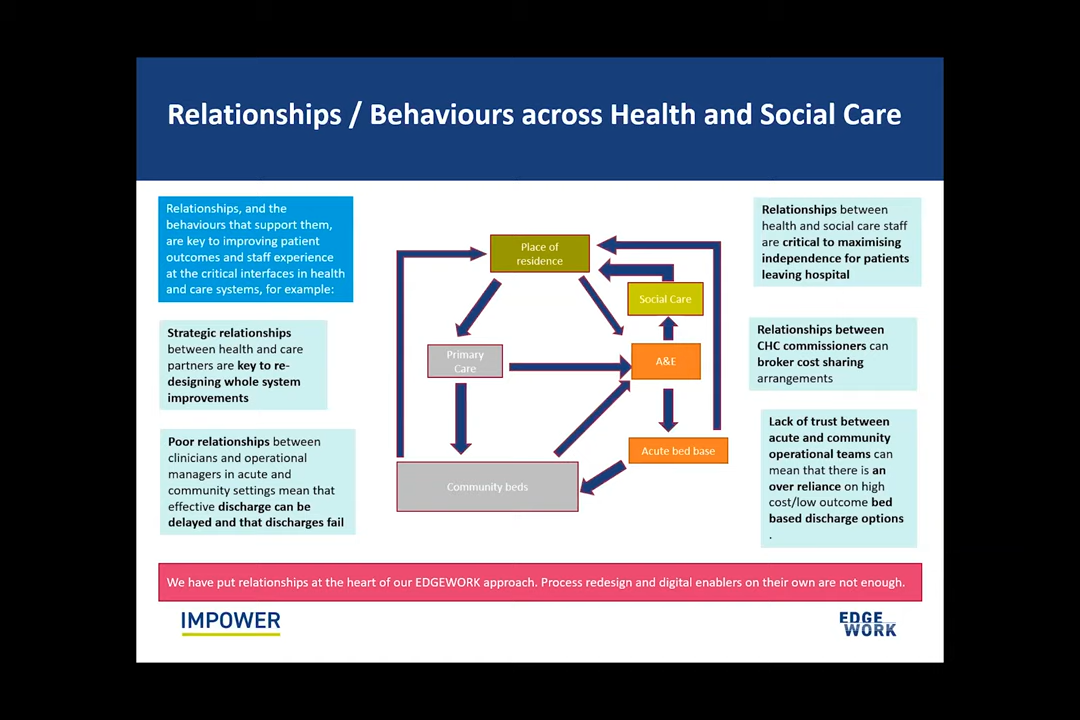 Relationships / Behaviours across Health and Social Care
Relationships, and the
behaviours that support them,
are key to improving patient
outcomes and staff experience
at the critical interfaces in health
and care systems, for example:
Strategic relationships
between health and care
partners are key to re-
designing whole system
improvements
Poor relationships between
clinicians and operational
managers in acute and
community settings mean that
effective discharge can be
delayed and that discharges fail
Place of
residence
Social Care
Primary
Care
A&E
Acute bed base
Community beds
Relationships between
health and social care staff
are critical to maximising
independence for patients
leaving hospital
Relationships between
CHC commissioners can
broker cost sharing
arrangements
Lack of trust between
acute and community
operational teams can
mean that there is an
over reliance on high
cost/low outcome bed
based discharge options
.
We have put relationships at the heart of our EDGEWORK approach. Process redesign and digital enablers on their own are not enough.
IMPOWER
EDGE
WORK